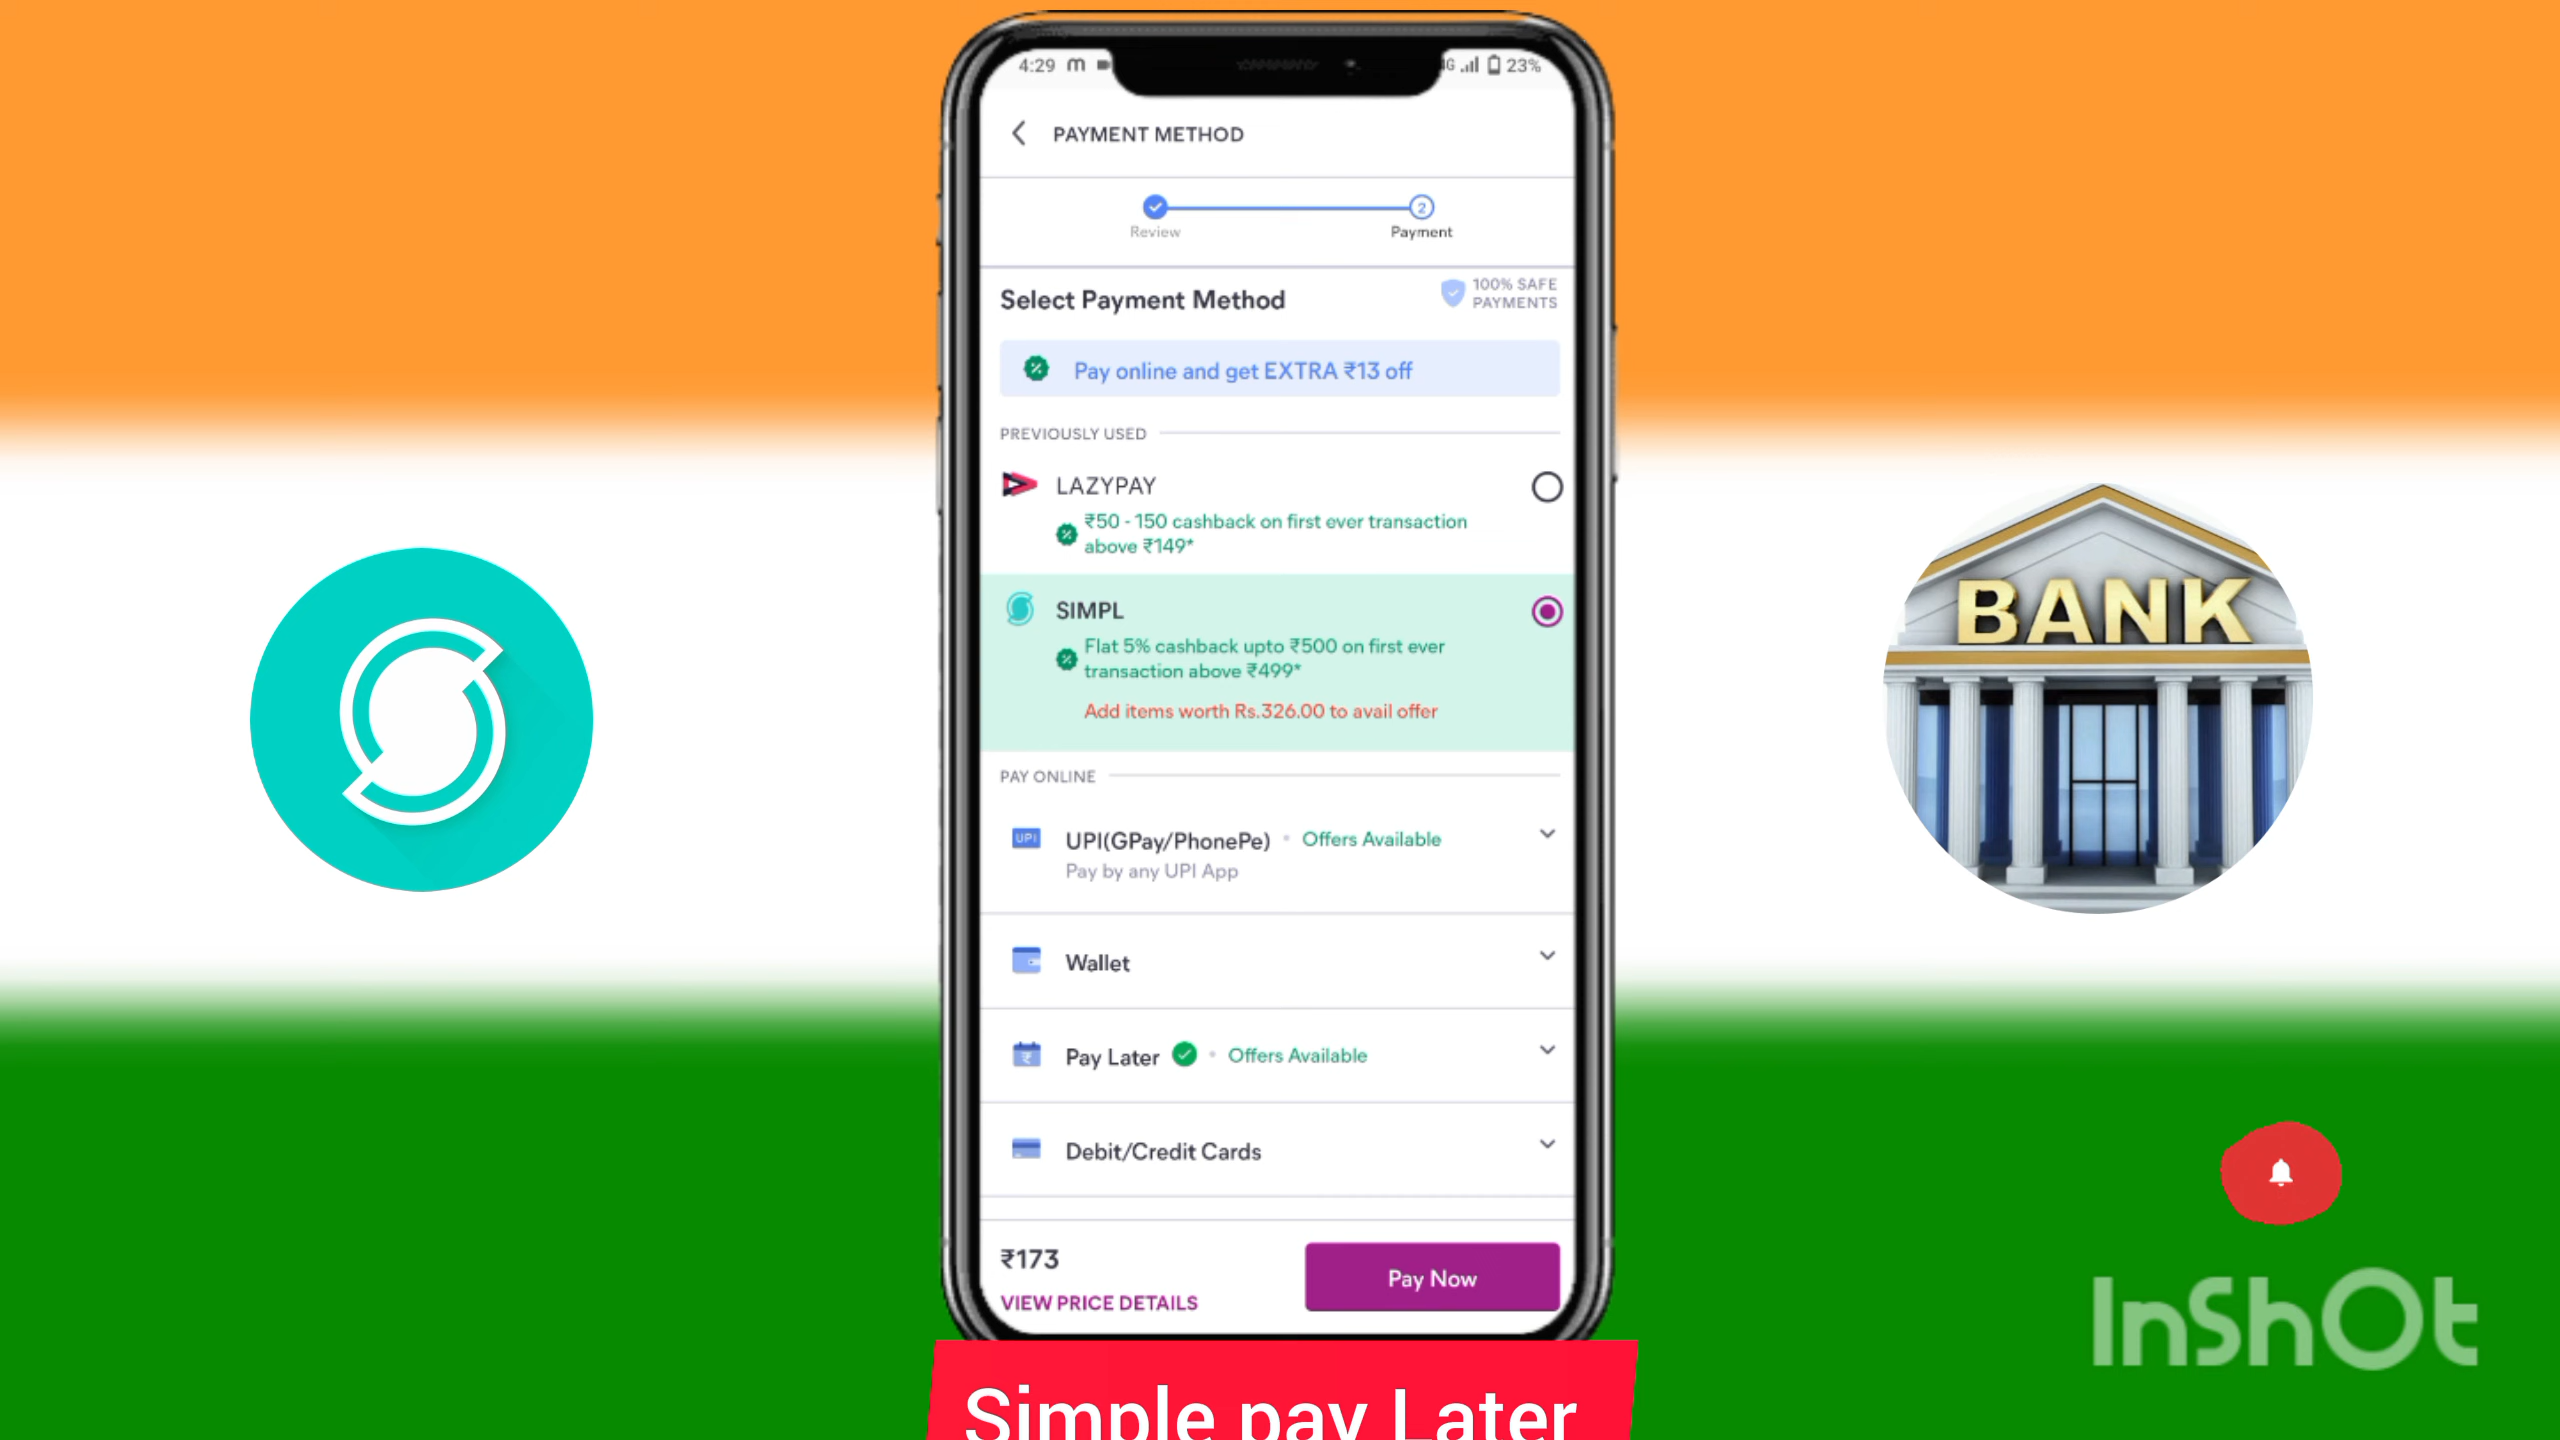 4:29
23%
PAYMENT METHOD
2
Review
Payment
Select Payment Method
100% SAFE
PAYMENTS
Pay online and get EXTRA ₹13 off
PREVIOUSLY USED
LAZYPAY
₹50 - 150 cashback on first ever transaction
above ₹149*
SIMPL
Flat 5% cashback upto ₹500 on first ever
transaction above ₹499*
Add items worth Rs.326.00 to avail offer
PAY ONLINE
UPI
UPI(GPay/PhonePe) • Offers Available
Pay by any UPI App
Wallet
Pay Later • Offers Available
Debit/Credit Cards
₹173
Pay Now
VIEW PRICE DETAILS
BANK
InShOt
Simple pay Later